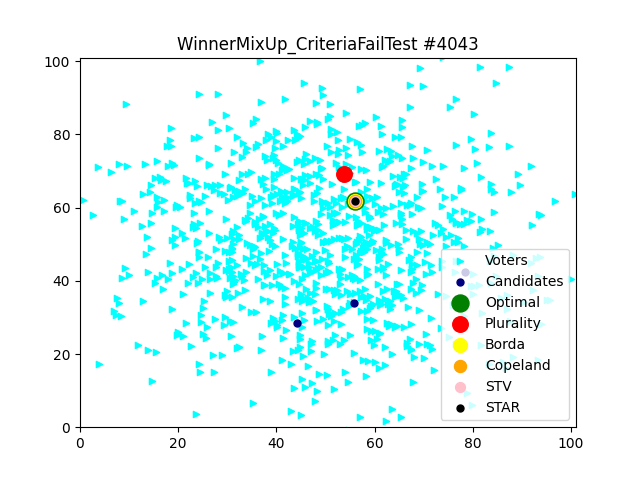 WinnerMixUp_CriteriaFailTest #4043
100
80
60
40
20
0
0 20 40 60 80 100
Voters
Candidates
Optimal
Plurality
Borda
Copeland
STV
STAR